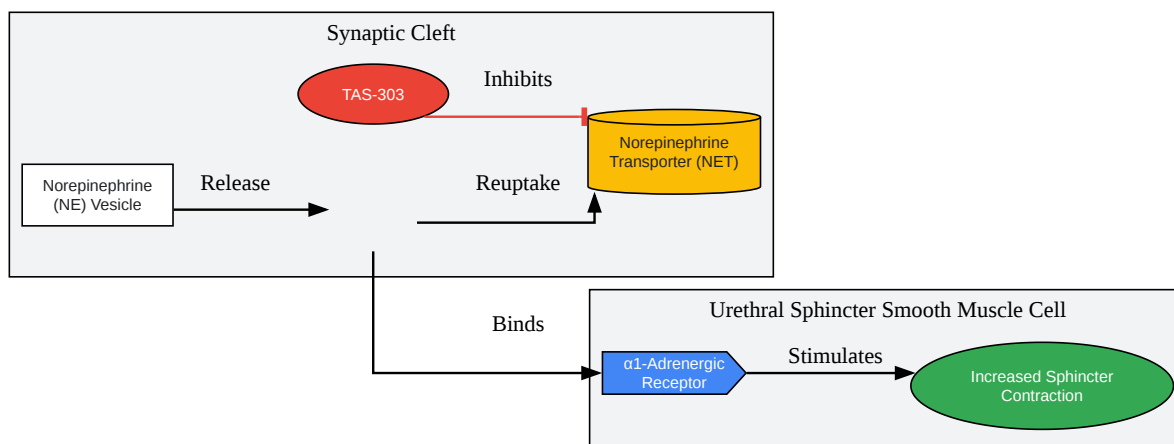 Synaptic Cleft
TAS-303
Inhibits
Norepinephrine
Transporter (NET)
Norepinephrine
(NE) Vesicle
Release
Reuptake
Binds
Urethral Sphincter Smooth Muscle Cell
α1-Adrenergic
Receptor
Stimulates
Increased Sphincter
Contraction